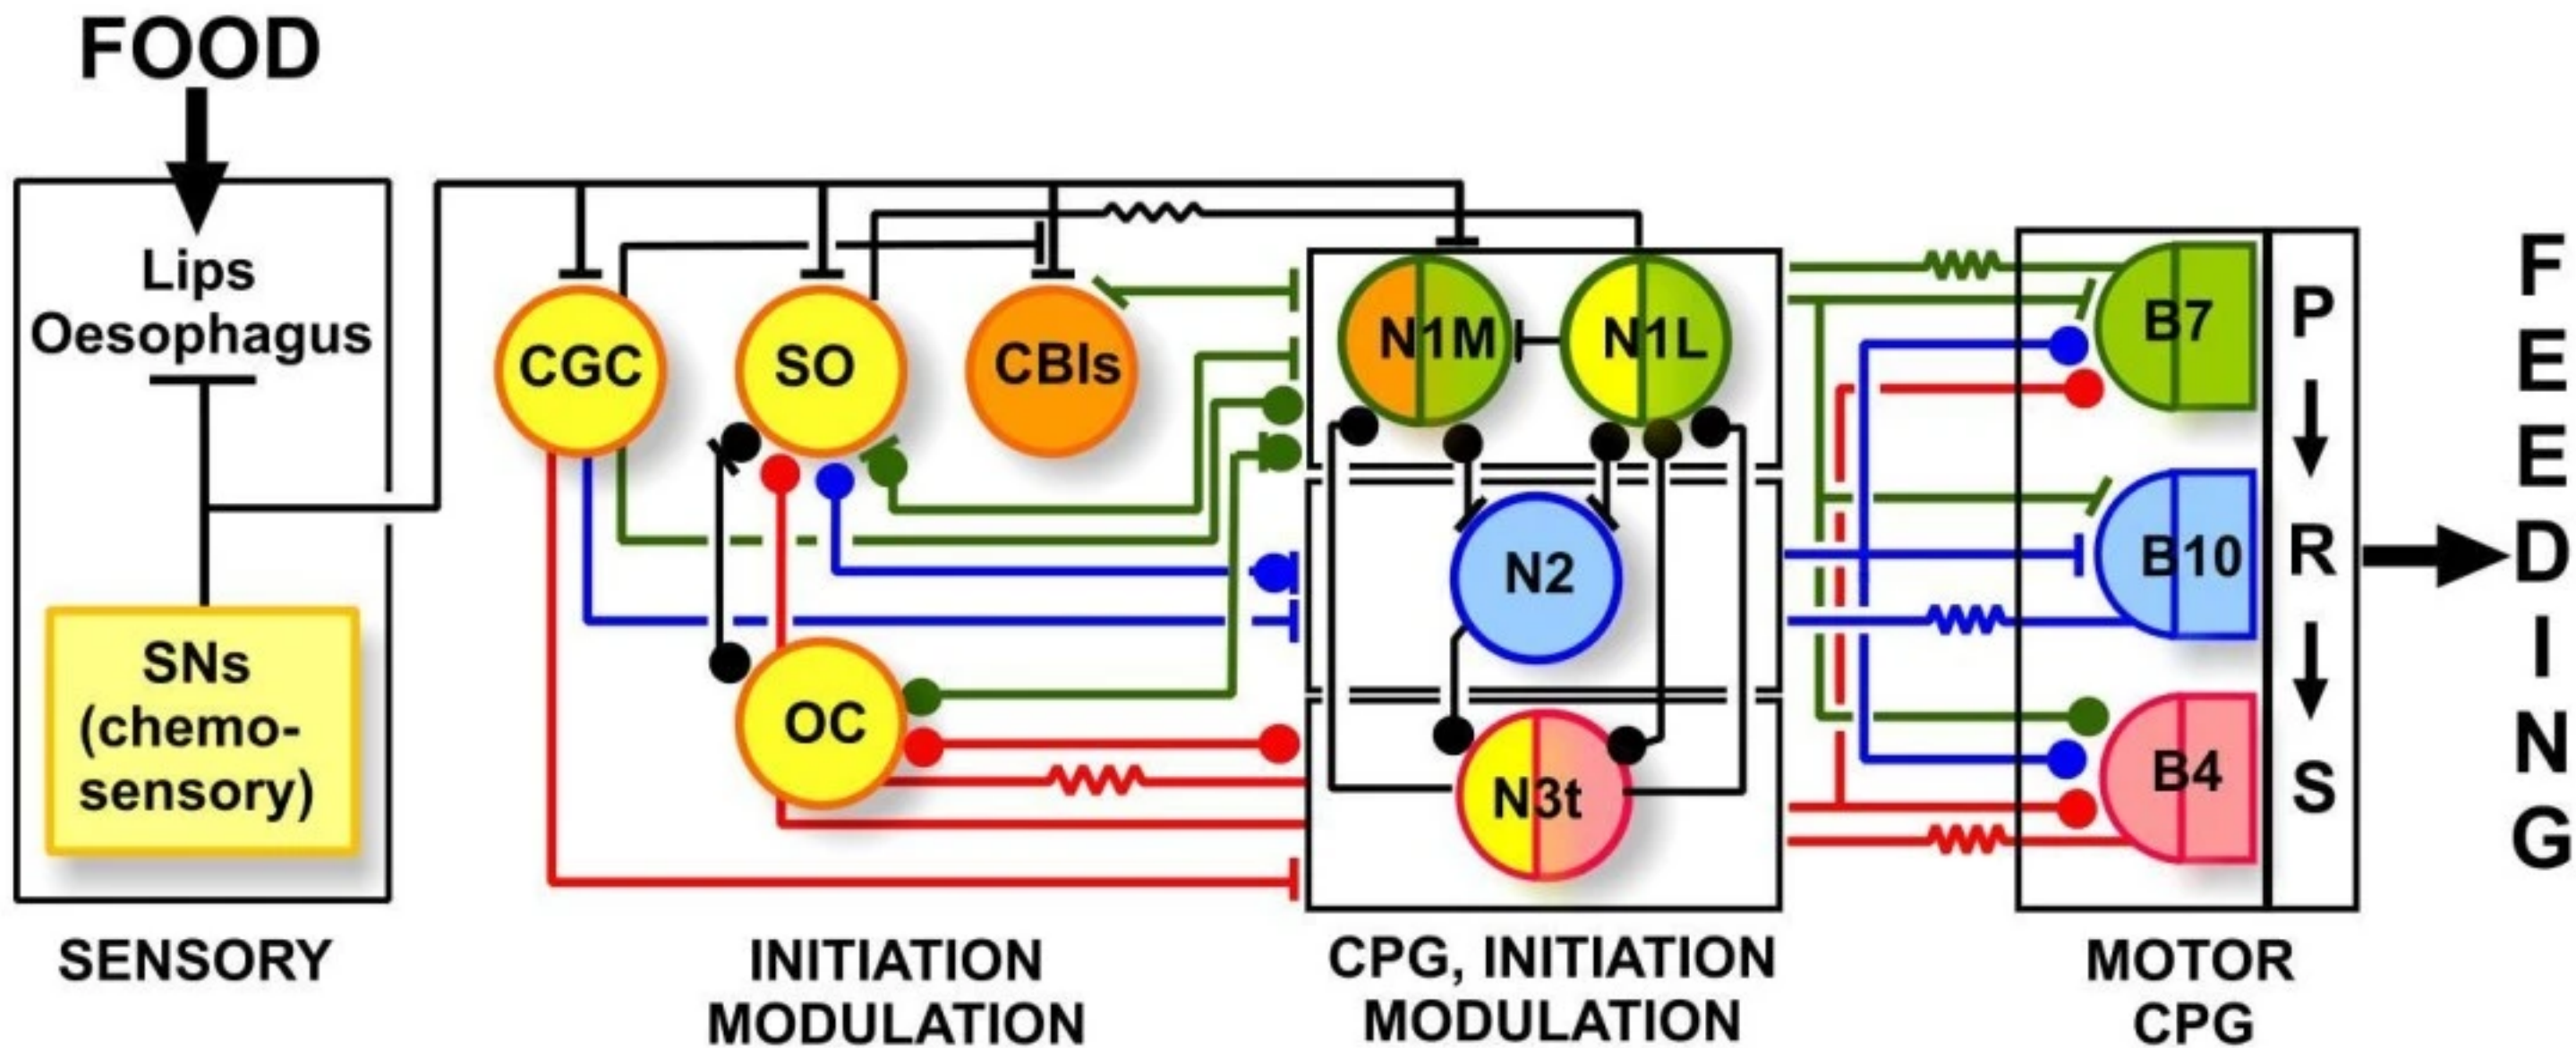 FOOD
Lips
Oesophagus
SNs
(chemo-
sensory)
SENSORY
CGC
SO
CBIs
OC
INITIATION
MODULATION
N1M
N1L
N2
N3t
CPG, INITIATION
MODULATION
B7
B10
B4
P
R
S
MOTOR
CPG
FEEDING